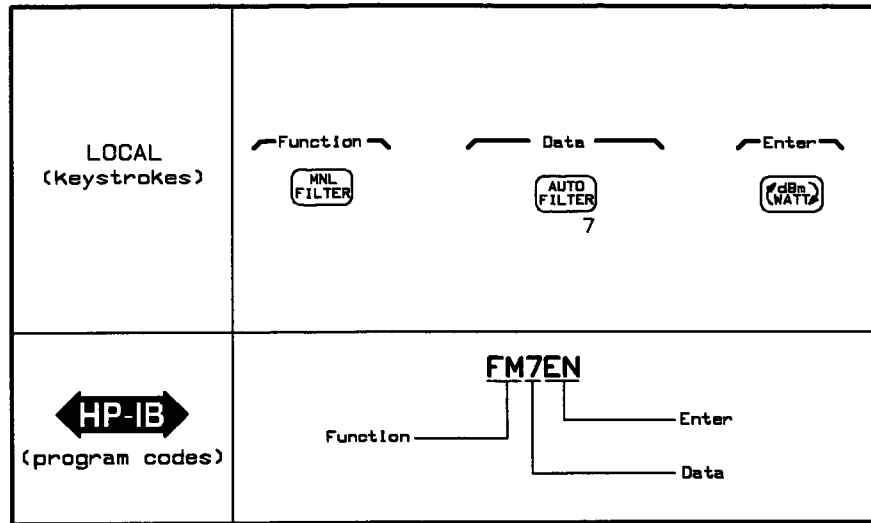 LOCAL
(keystrokes)
Function
MNL
FILTER
Data
AUTO
FILTER
7
Enter
dBm
WATT
HP-IB
(program codes)
FM7EN
Function
Enter
Data